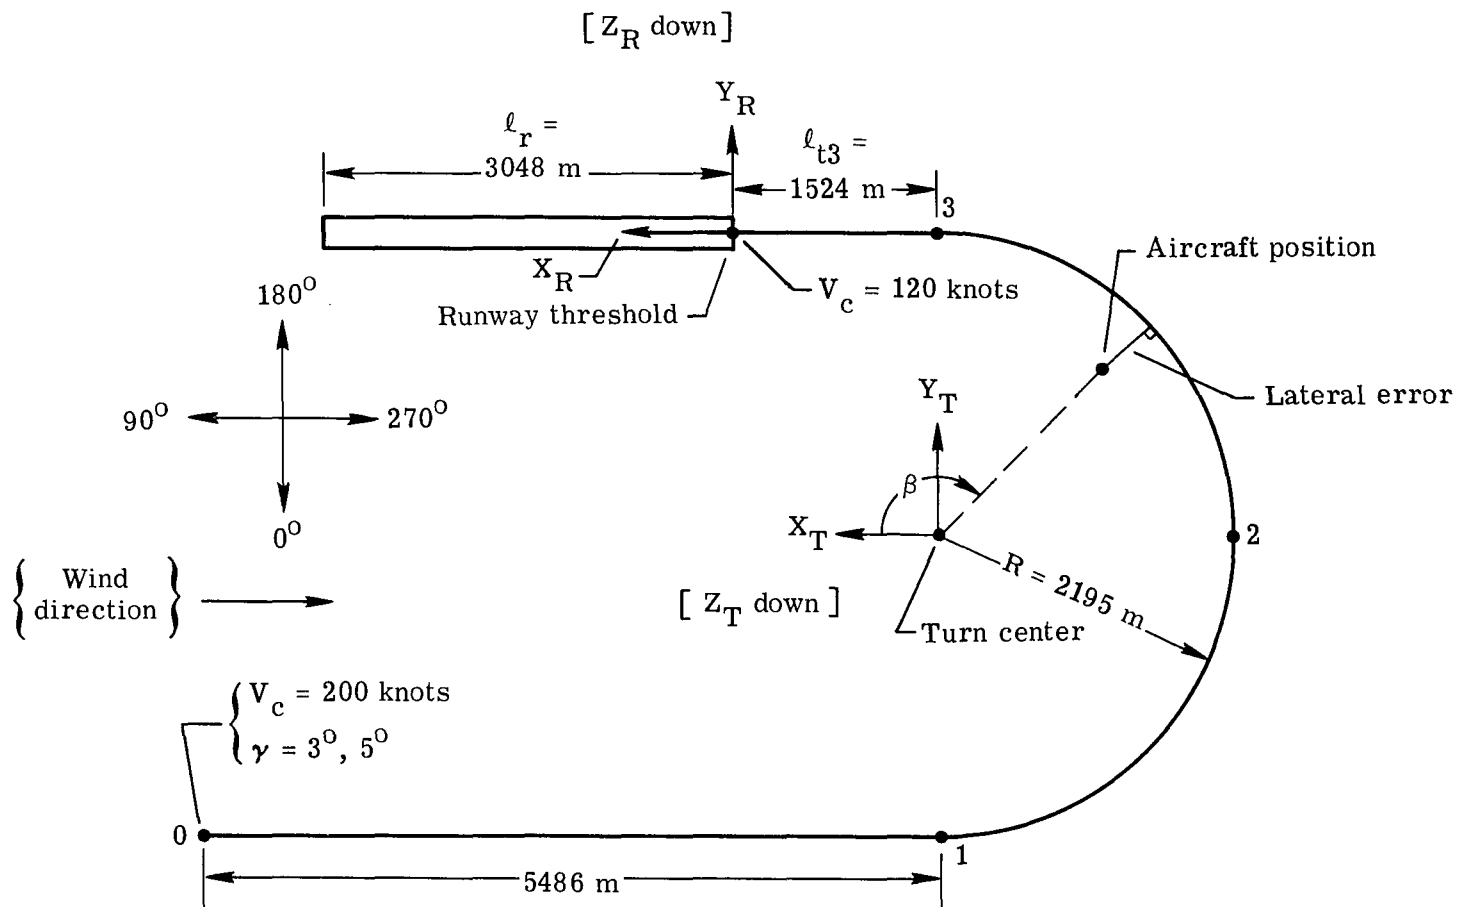 [ Z_R down ]
Y_R
ℓ_r =
3048 m
ℓ_t3 =
1524 m
3
Aircraft position
X_R
V_c = 120 knots
180°
Runway threshold
90°
270°
Y_T
Lateral error
β
0°
X_T
2
Wind
direction
R = 2195 m
[ Z_T down ]
Turn center
V_c = 200 knots
γ = 3°, 5°
0
1
5486 m